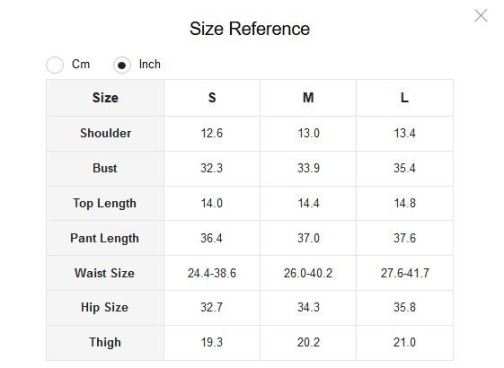 Size Reference
Cm Inch
Size S M L
Shoulder 12.6 13.0 13.4
Bust 32.3 33.9 35.4
Top Length 14.0 14.4 14.8
Pant Length 36.4 37.0 37.6
Waist Size 24.4-38.6 26.0-40.2 27.6-41.7
Hip Size 32.7 34.3 35.8
Thigh 19.3 20.2 21.0